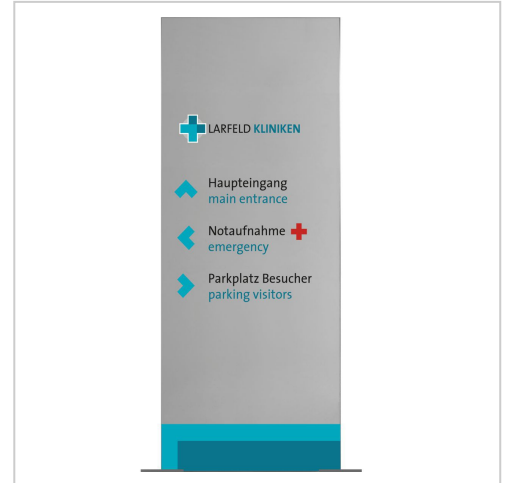 LARFELD KLINIKEN
Haupteingang
main entrance
Notaufnahme
emergency
Parkplatz Besucher
parking visitors